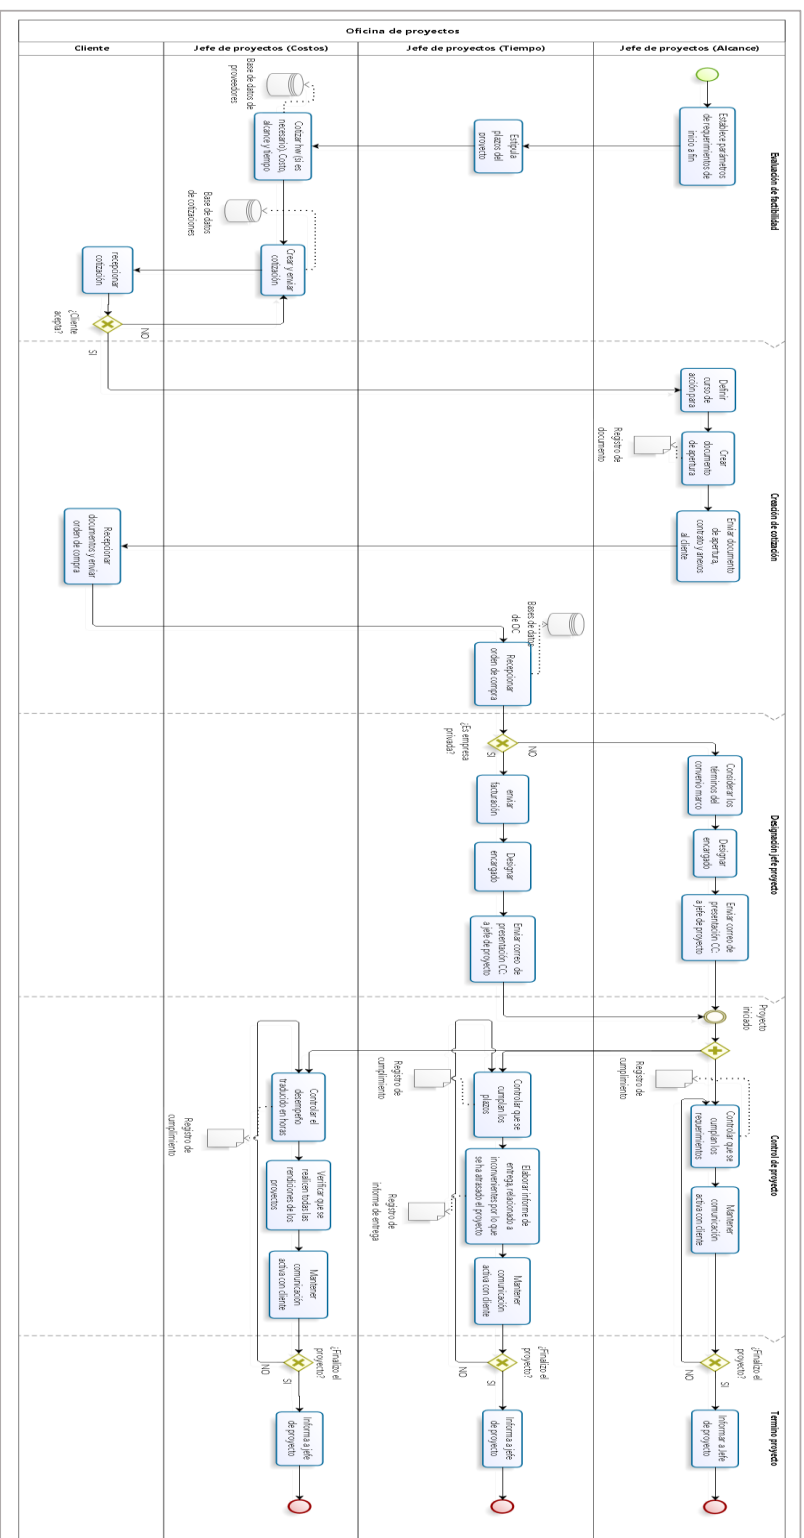 Oficina de proyectos
Cliente
Jefe de proyectos (Costos)
Jefe de proyectos (Tiempo)
Jefe de proyectos (Alcance)
Evaluación de factibilidad
Establece parámetros
de requerimientos de
inicio a fin
Estipula
plazos del
proyecto
Base de datos de
proveedores
Cotizar hw (si es
necesario). Costo,
alcance y tiempo
Base de datos
de cotizaciones
Crear y enviar
cotización
recepcionar
cotización
¿Cliente
acepta?
NO
SI
Creación de cotización
Definir
curso de
acción para
Crear
documento
de apertura
Registro de
documento
Enviar documento
de apertura,
contrato y anexos
al cliente
Recepcionar
documentos y enviar
orden de compra
Bases de datos
de OC
Recepcionar
orden de compra
Designación jefe proyecto
¿Es empresa
privada?
NO
SI
Considerar los
términos del
convenio marco
Designar
encargado
Enviar correo de
presentación CC:
a jefe de proyecto
enviar
facturación
Designar
encargado
Enviar correo de
presentación CC:
a jefe de proyecto
Control de proyecto
Proyecto
iniciado
Registro de
cumplimiento
Controlar que se
cumplan los
requerimientos
Mantener
comunicación
activa con cliente
Registro de
cumplimiento
Controlar que se
cumplan los
plazos
Elaborar informe de
entrega, relacionado a
inconvenientes por lo que
se ha atrasado el proyecto
Registro de
informe de entrega
Mantener
comunicación
activa con cliente
Controlar el
desempeño
traducido en horas
Registro de
cumplimiento
Verificar que se
realicen todas las
rendiciones de los
proyectos
Mantener
comunicación
activa con cliente
Termino proyecto
¿Finalizo el
proyecto?
SI
NO
Informar a Jefe
de proyecto
¿Finalizo el
proyecto?
SI
NO
Informa a jefe
de proyecto
¿Finalizo el
proyecto?
SI
NO
Informa a jefe
de proyecto